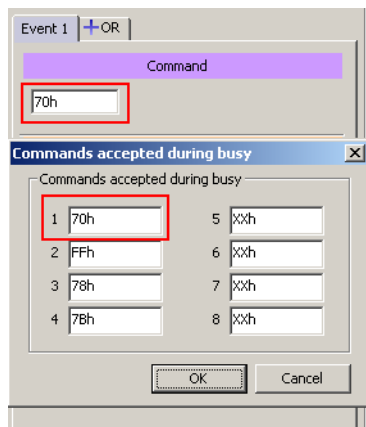 Event 1 +OR
Command
70h
Commands accepted during busy X
Commands accepted during busy
1 70h 5 XXh
2 FFh 6 XXh
3 78h 7 XXh
4 7Bh 8 XXh
OK Cancel